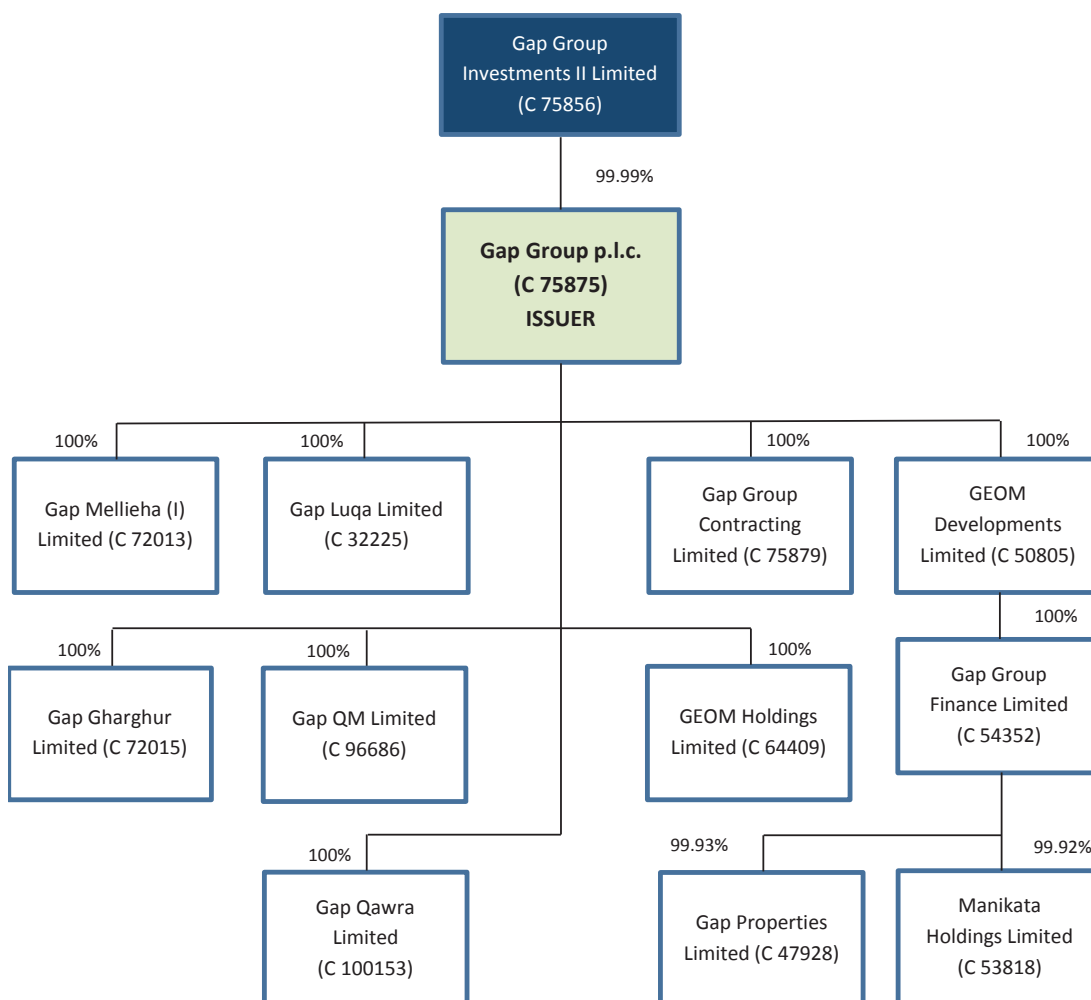 Gap Group
Investments II Limited
(C 75856)
99.99%
Gap Group p.l.c.
(C 75875)
ISSUER
100%
100%
100%
100%
Gap Mellieha (I)
Limited (C 72013)
Gap Luqa Limited
(C 32225)
Gap Group
Contracting
Limited (C 75879)
GEOM
Developments
Limited (C 50805)
100%
100%
100%
100%
Gap Gharghur
Limited (C 72015)
Gap QM Limited
(C 96686)
GEOM Holdings
Limited (C 64409)
Gap Group
Finance Limited
(C 54352)
100%
99.93%
99.92%
Gap Qawra
Limited
(C 100153)
Gap Properties
Limited (C 47928)
Manikata
Holdings Limited
(C 53818)